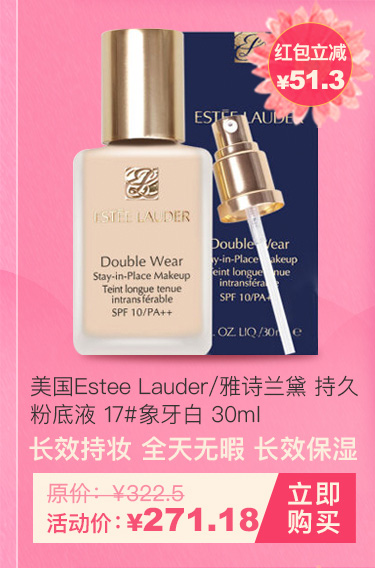 红包立减
¥51.3
ESTĒE LAUDER
ESTĒE LAUDER
Double Wear
Stay-in-Place Makeup
Teint longue tenue
intransférable
SPF 10/PA++
Double Wear
Stay-in-Place Makeup
Teint longue tenue
intransférable
SPF 10/PA++
FL. OZ. LIQ./30ml e
美国Estee Lauder/雅诗兰黛 持久
粉底液 17#象牙白 30ml
长效持妆 全天无暇 长效保湿
原价：¥322.5
活动价：¥271.18
立即
购买